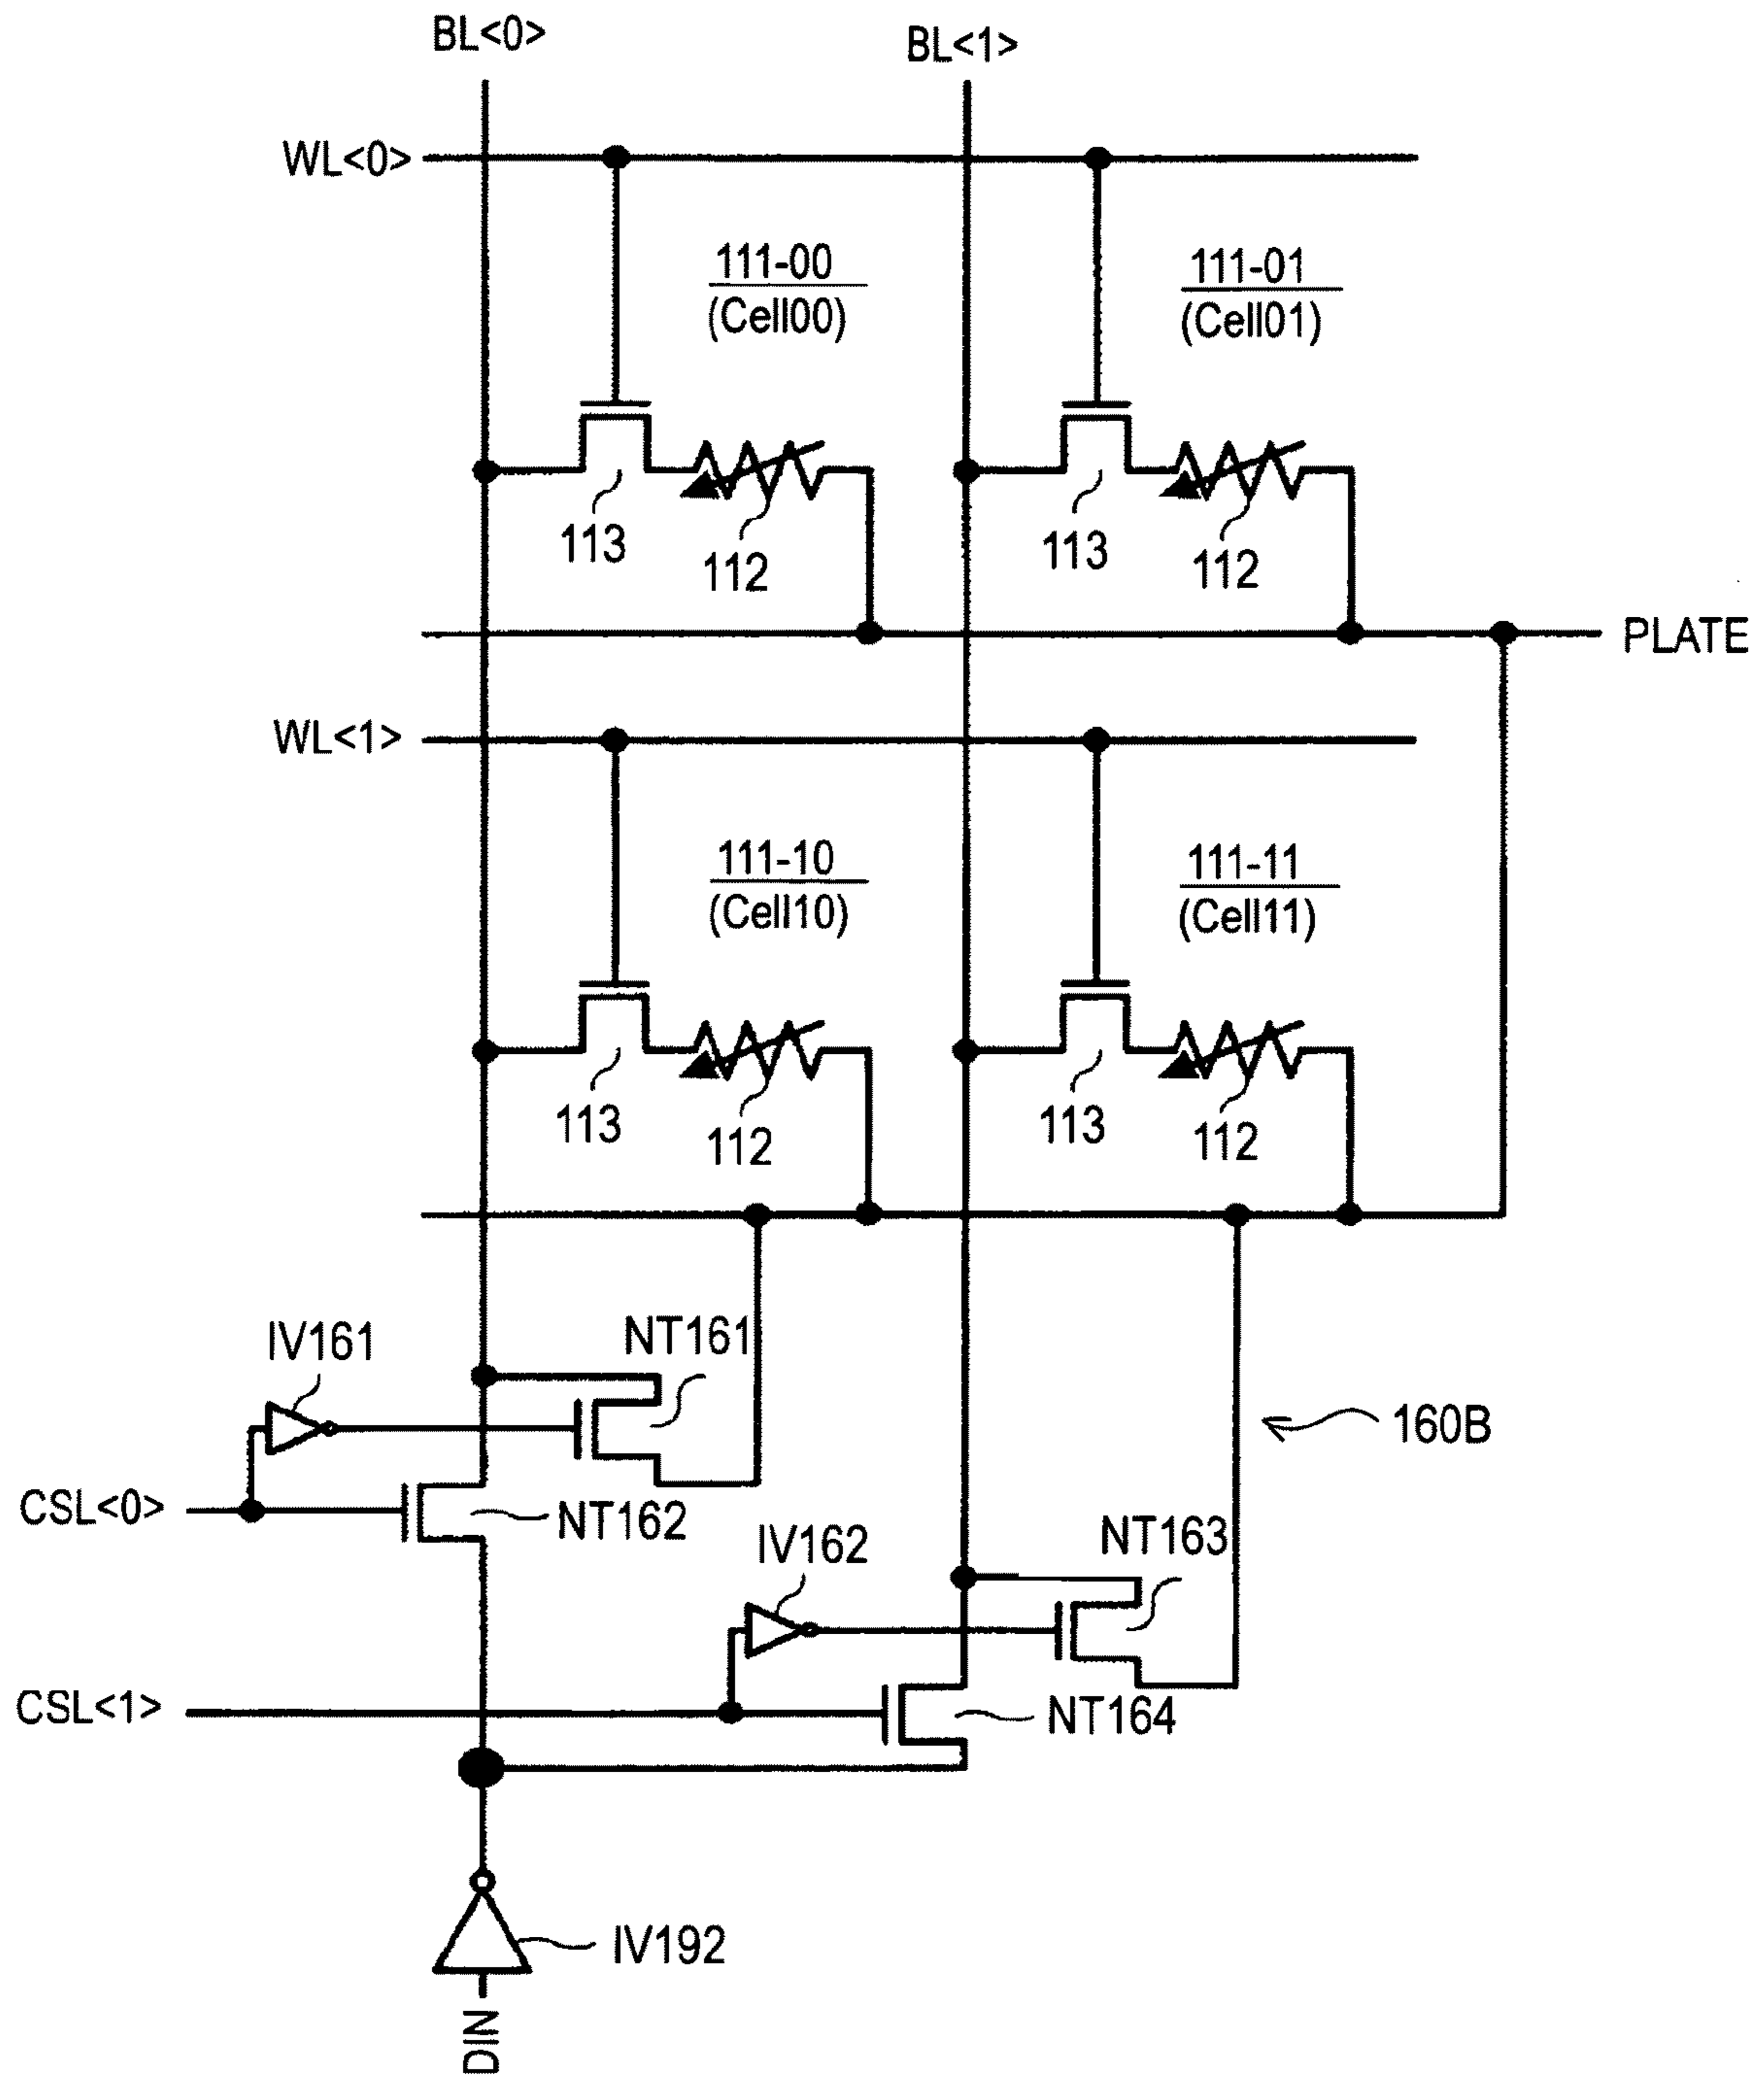 BL<0>
BL<1>
WL<0>
111-00
(Cell00)
111-01
(Cell01)
113
112
113
112
PLATE
WL<1>
111-10
(Cell10)
111-11
(Cell11)
113
112
113
112
IV161
NT161
160B
CSL<0>
NT162
IV162
NT163
CSL<1>
NT164
IV192
DIN